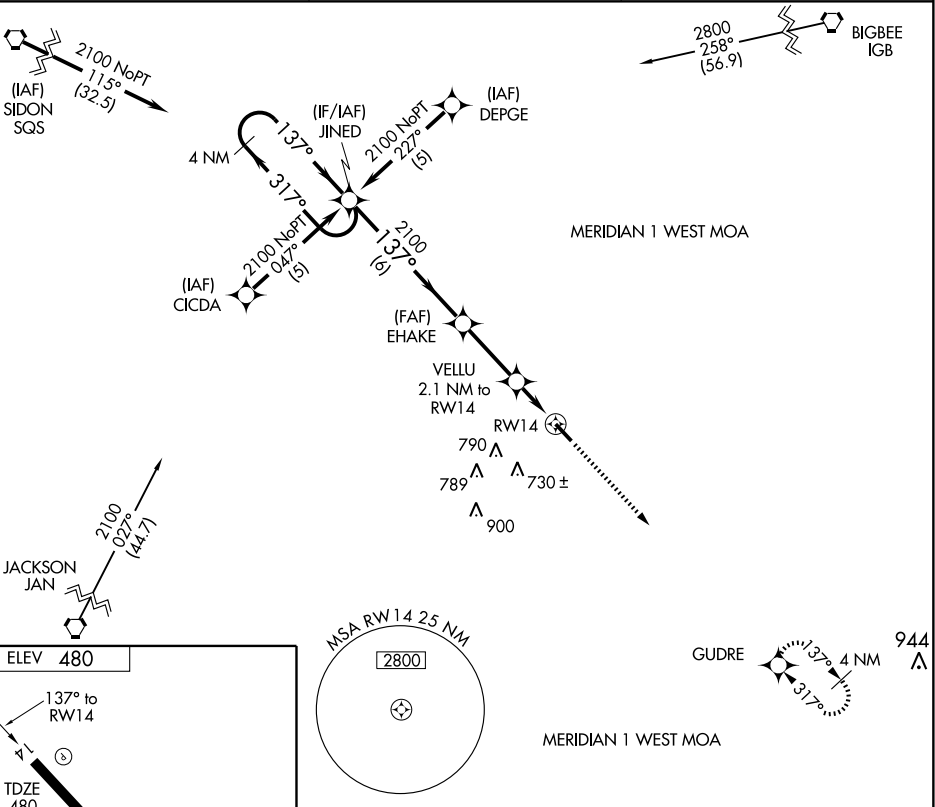 2100 NoPT
115°
(32.5)
(IAF)
SIDON
SQS
2800
258°
(56.9)
BIGBEE
IGB
(IF/IAF)
JINED
(IAF)
DEPGE
2100 NoPT
227°
(5)
4 NM
137°
317°
2100 NoPT
047°
(5)
(IAF)
CICDA
2100
137°
(6)
MERIDIAN 1 WEST MOA
(FAF)
EHAKE
VELLU
2.1 NM to
RW14
RW14
790
789
730 ±
900
2100
027°
(44.7)
JACKSON
JAN
MSA RW14 25 NM
2800
GUDRE
137°
317°
4 NM
944
MERIDIAN 1 WEST MOA
ELEV 480
137° to
RW14
14
P
TDZE
480